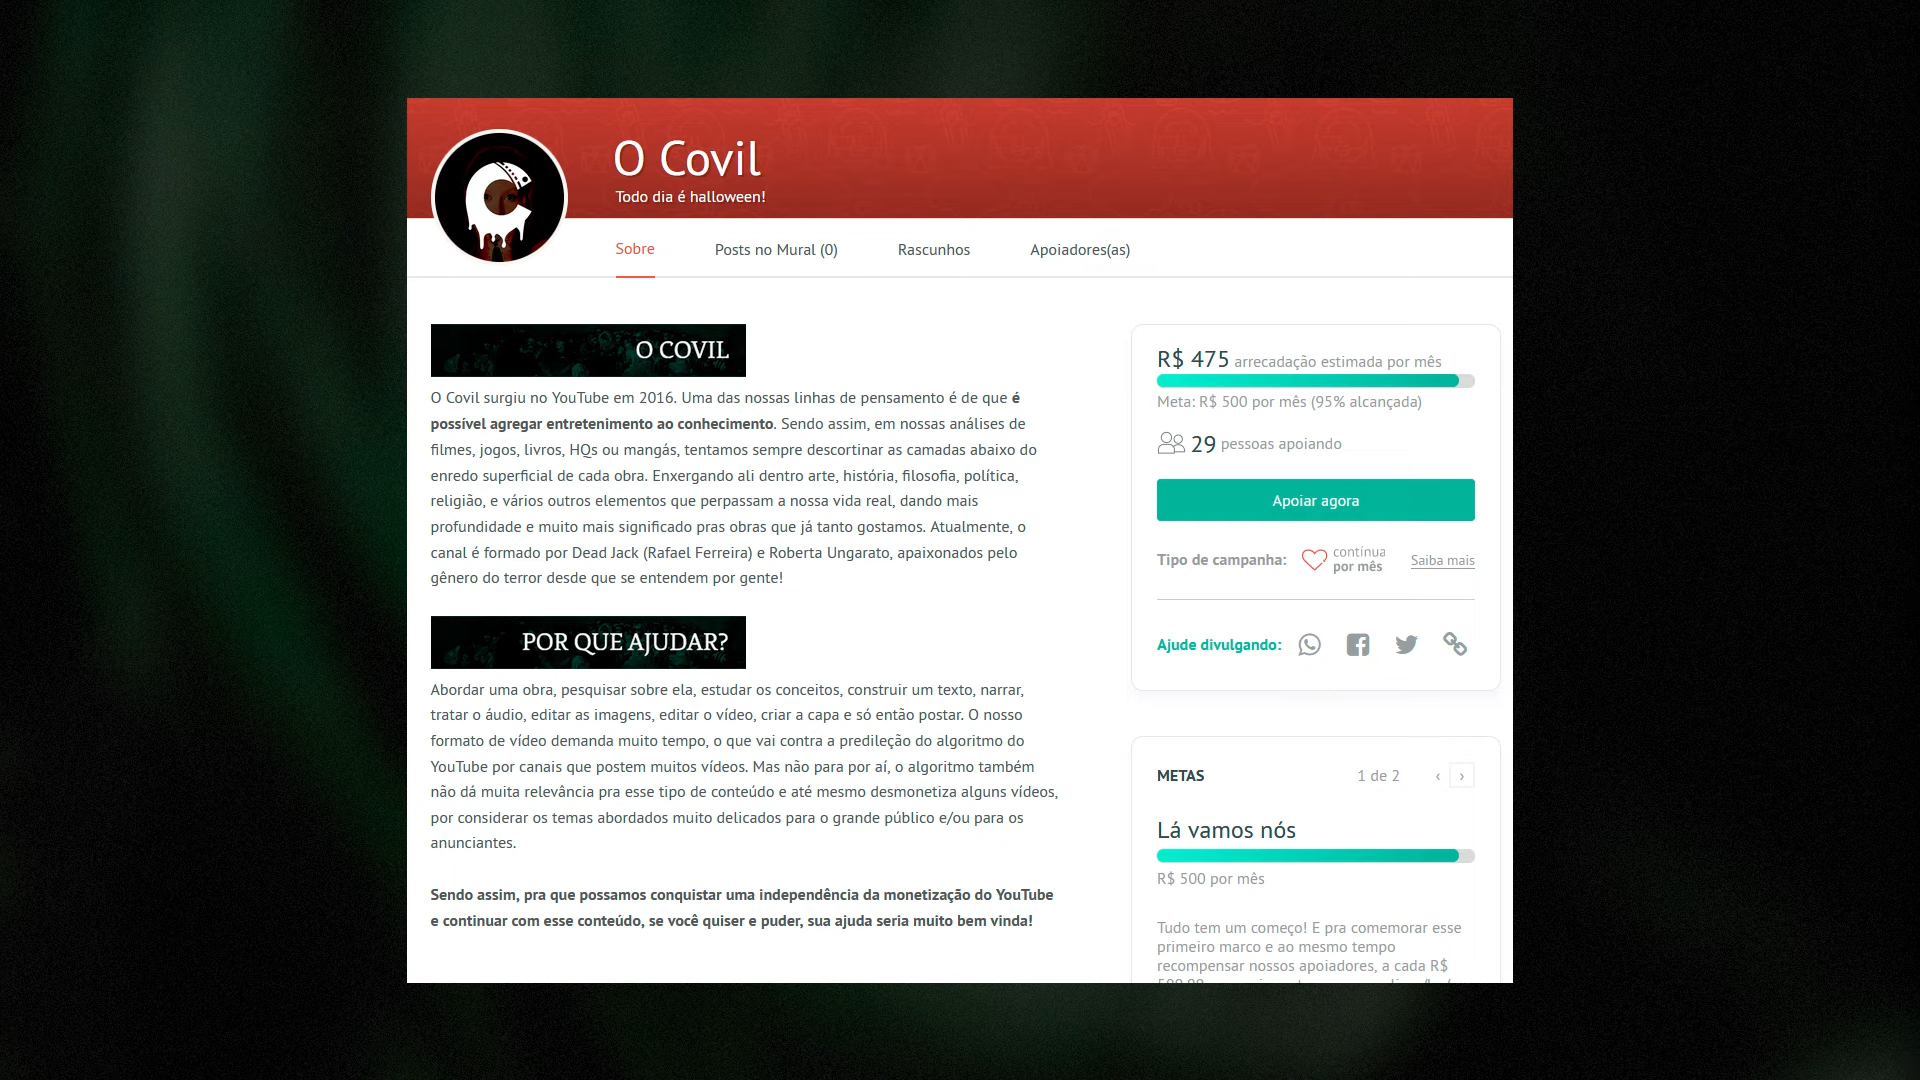 O Covil
Todo dia é halloween!
Sobre
Posts no Mural (0)
Rascunhos
Apoiadores(as)
O COVIL
O Covil surgiu no YouTube em 2016. Uma das nossas linhas de pensamento é de que é
possível agregar entretenimento ao conhecimento. Sendo assim, em nossas análises de
filmes, jogos, livros, HQs ou mangás, tentamos sempre descortinar as camadas abaixo do
enredo superficial de cada obra. Enxergando ali dentro arte, história, filosofia, política,
religião, e vários outros elementos que perpassam a nossa vida real, dando mais
profundidade e muito mais significado pras obras que já tanto gostamos. Atualmente, o
canal é formado por Dead Jack (Rafael Ferreira) e Roberta Ungarato, apaixonados pelo
gênero do terror desde que se entendem por gente!
POR QUE AJUDAR?
Abordar uma obra, pesquisar sobre ela, estudar os conceitos, construir um texto, narrar,
tratar o áudio, editar as imagens, editar o vídeo, criar a capa e só então postar. O nosso
formato de vídeo demanda muito tempo, o que vai contra a predileção do algoritmo do
YouTube por canais que postem muitos vídeos. Mas não para por aí, o algoritmo também
não dá muita relevância pra esse tipo de conteúdo e até mesmo desmonetiza alguns vídeos,
por considerar os temas abordados muito delicados para o grande público e/ou para os
anunciantes.
Sendo assim, pra que possamos conquistar uma independência da monetização do YouTube
e continuar com esse conteúdo, se você quiser e puder, sua ajuda seria muito bem vinda!
R$ 475 arrecadação estimada por mês
Meta: R$ 500 por mês (95% alcançada)
29 pessoas apoiando
Apoiar agora
Tipo de campanha:
contínua
por mês
Saiba mais
Ajude divulgando:
METAS
1 de 2
‹ ›
Lá vamos nós
R$ 500 por mês
Tudo tem um começo! E pra comemorar esse
primeiro marco e ao mesmo tempo
recompensar nossos apoiadores, a cada R$